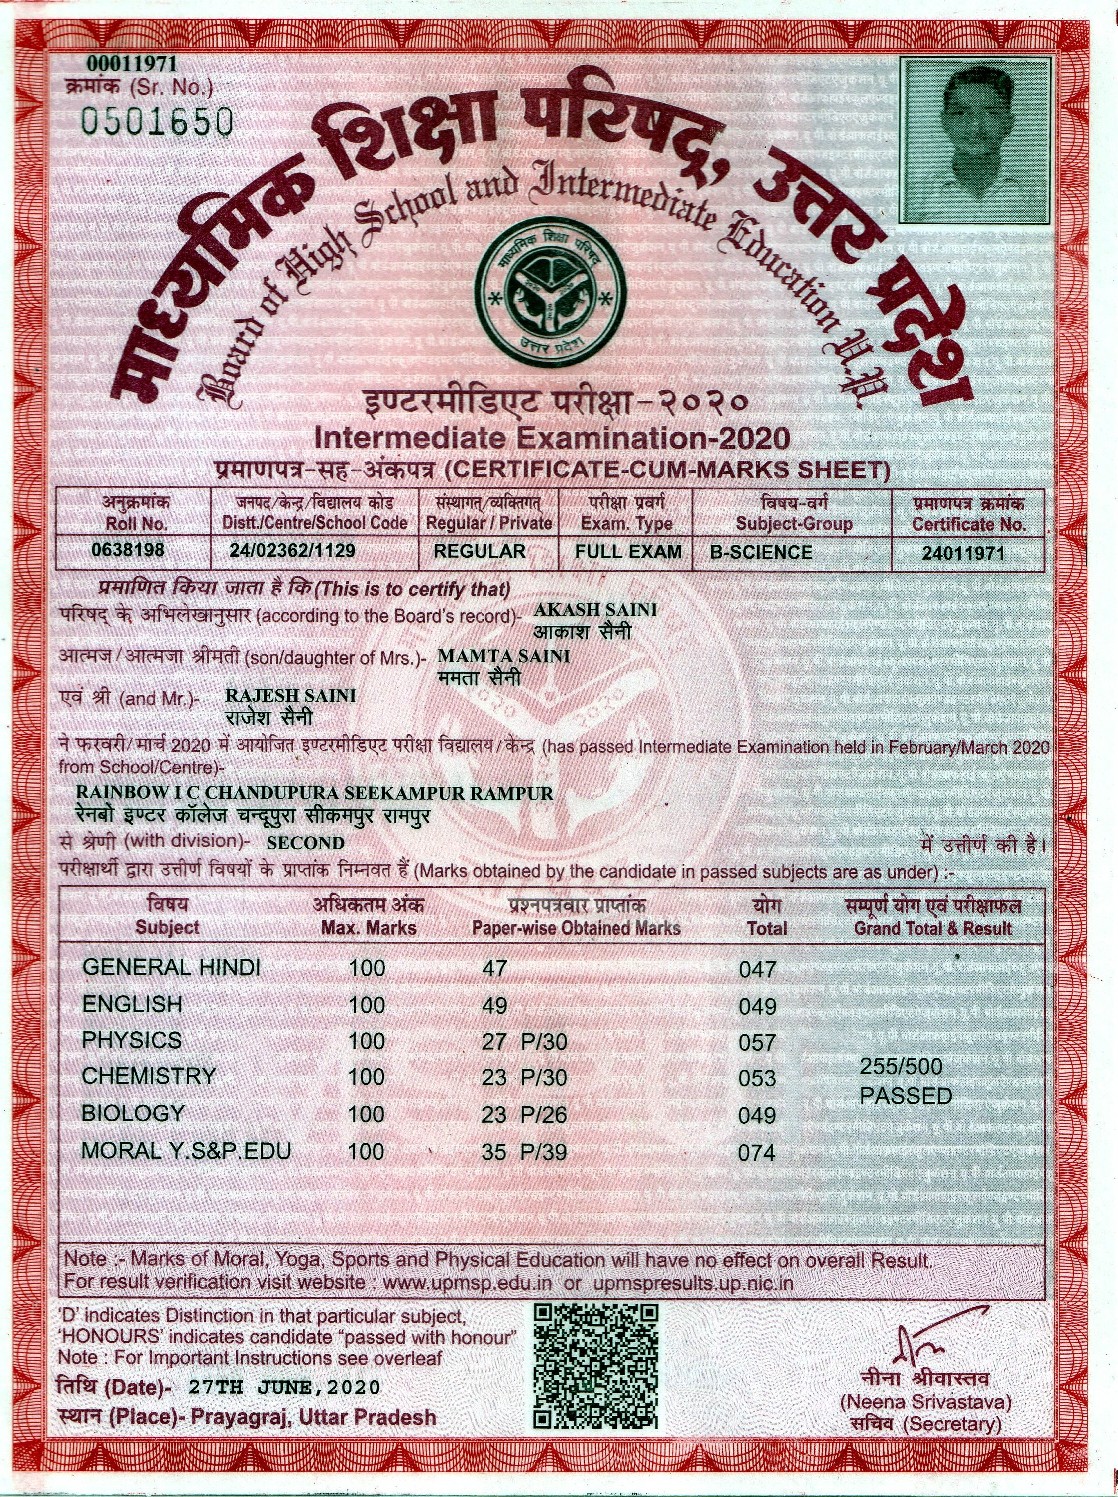 00011971
क्रमांक (Sr. No.)
0501650
माध्यमिक शिक्षा परिषद्, उत्तर प्रदेश
Board of High School and Intermediate Education U.P.
माध्यमिक शिक्षा परिषद्
उत्तर प्रदेश
इण्टरमीडिएट परीक्षा-२०२०
Intermediate Examination-2020
प्रमाणपत्र-सह-अंकपत्र (CERTIFICATE-CUM-MARKS SHEET)
अनुक्रमांक जनपद/केन्द्र/विद्यालय कोड संस्थागत/व्यक्तिगत परीक्षा प्रवर्ग विषय-वर्ग प्रमाणपत्र क्रमांक
Roll No. Distt./Centre/School Code Regular / Private Exam. Type Subject-Group Certificate No.
0638198 24/02362/1129 REGULAR FULL EXAM B-SCIENCE 24011971
प्रमाणित किया जाता है कि (This is to certify that)
परिषद् के अभिलेखानुसार (according to the Board's record)- AKASH SAINI
आकाश सैनी
आत्मज/आत्मजा श्रीमती (son/daughter of Mrs.)- MAMTA SAINI
ममता सैनी
एवं श्री (and Mr.)- RAJESH SAINI
राजेश सैनी
ने फरवरी/मार्च 2020 में आयोजित इण्टरमीडिएट परीक्षा विद्यालय/केन्द्र (has passed Intermediate Examination held in February/March 2020
from School/Centre)-
RAINBOW I C CHANDUPURA SEEKAMPUR RAMPUR
रेनबो इण्टर कॉलेज चन्दूपुरा सीकमपुर रामपुर
से श्रेणी (with division)- SECOND में उत्तीर्ण की है।
परीक्षार्थी द्वारा उत्तीर्ण विषयों के प्राप्तांक निम्नवत हैं (Marks obtained by the candidate in passed subjects are as under) :-
विषय अधिकतम अंक प्रश्नपत्रवार प्राप्तांक योग सम्पूर्ण योग एवं परीक्षाफल
Subject Max. Marks Paper-wise Obtained Marks Total Grand Total & Result
GENERAL HINDI 100 47 047
ENGLISH 100 49 049
PHYSICS 100 27 P/30 057
255/500
CHEMISTRY 100 23 P/30 053
PASSED
BIOLOGY 100 23 P/26 049
MORAL Y.S&P.EDU 100 35 P/39 074
Note :- Marks of Moral, Yoga, Sports and Physical Education will have no effect on overall Result.
For result verification visit website : www.upmsp.edu.in or upmspresults.up.nic.in
'D' indicates Distinction in that particular subject,
'HONOURS' indicates candidate "passed with honour"
Note : For Important Instructions see overleaf
तिथि (Date)- 27TH JUNE,2020
स्थान (Place)- Prayagraj, Uttar Pradesh
नीना श्रीवास्तव
(Neena Srivastava)
सचिव (Secretary)